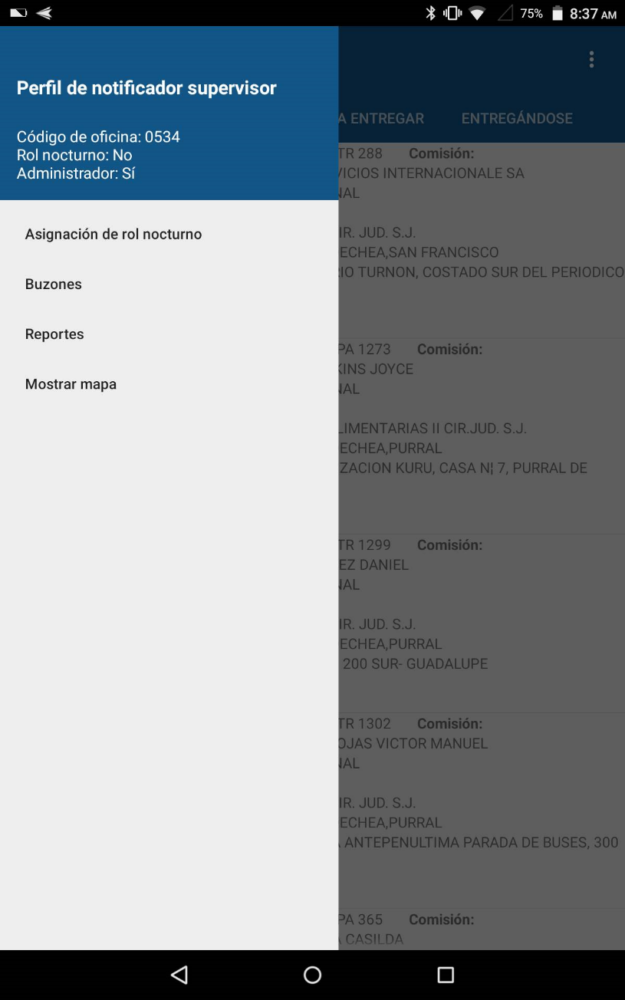 75% 8:37 AM
Perfil de notificador supervisor
Código de oficina: 0534
Rol nocturno: No
Administrador: Sí
Asignación de rol nocturno
Buzones
Reportes
Mostrar mapa
A ENTREGAR ENTREGÁNDOSE
TR 288 Comisión:
VICIOS INTERNACIONALE SA
NAL
IR. JUD. S.J.
ECHEA,SAN FRANCISCO
RIO TURNON, COSTADO SUR DEL PERIODICO
PA 1273 Comisión:
KINS JOYCE
NAL
LIMENTARIAS II CIR.JUD. S.J.
ECHEA,PURRAL
ZACION KURU, CASA N¦ 7, PURRAL DE
TR 1299 Comisión:
EZ DANIEL
NAL
IR. JUD. S.J.
ECHEA,PURRAL
200 SUR- GUADALUPE
TR 1302 Comisión:
OJAS VICTOR MANUEL
NAL
IR. JUD. S.J.
ECHEA,PURRAL
A ANTEPENULTIMA PARADA DE BUSES, 300
PA 365 Comisión:
A CASILDA